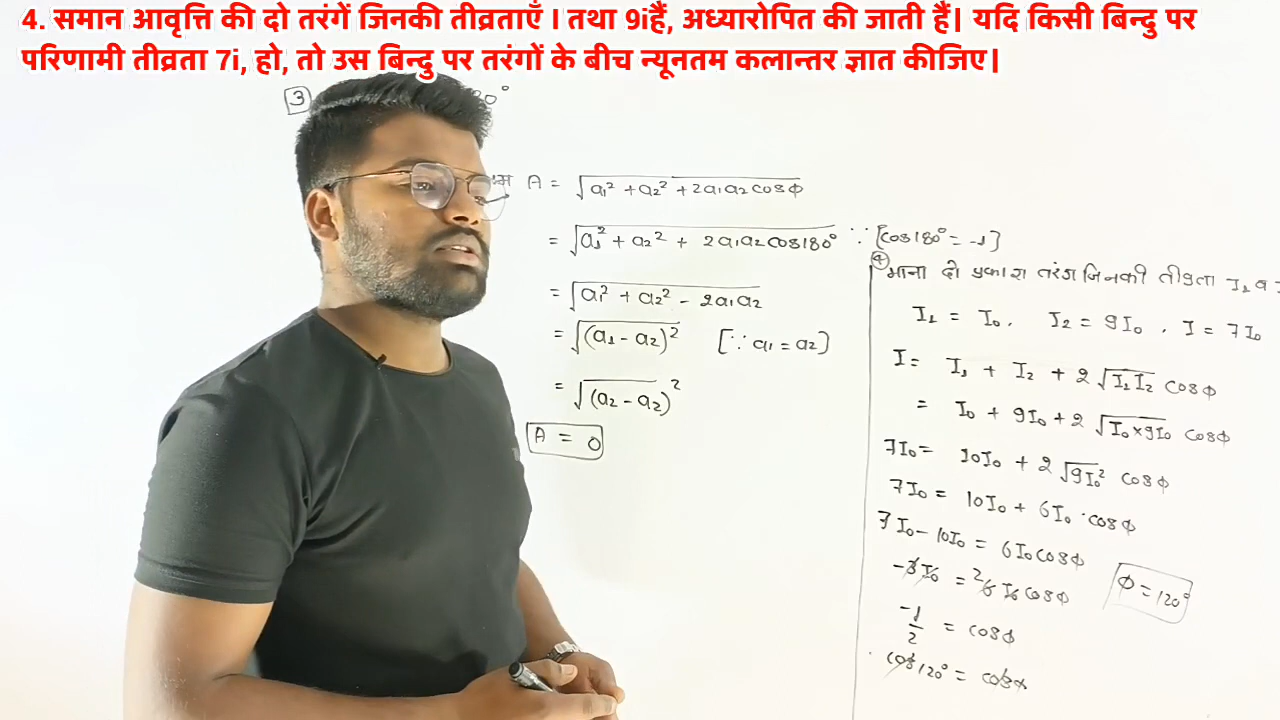 4. समान आवृत्ति की दो तरंगें जिनकी तीव्रताएँ । तथा 9iहैं, अध्यारोपित की जाती हैं| यदि किसी बिन्दु पर
परिणामी तीव्रता 7i, हो, तो उस बिन्दु पर तरंगों के बीच न्यूनतम कलान्तर ज्ञात कीजिए|
3
A = √(a₁² + a₂² + 2a₁a₂cosϕ)
= √(a₁² + a₂² + 2a₁a₂cos180°) ∵ [cos180° = -1]
= √(a₁² + a₂² - 2a₁a₂)
= √(a₁ - a₂)² [∵ a₁ = a₂]
= √(a₂ - a₂)²
A = 0
4 माना दो प्रकाश तरंग जिनकी तीव्रता I₁ व
I₁ = I₀, I₂ = 9I₀, I = 7I₀
I = I₁ + I₂ + 2√I₁I₂ cosϕ
= I₀ + 9I₀ + 2√I₀×9I₀ cosϕ
7I₀ = 10I₀ + 2√9I₀² cosϕ
7I₀ = 10I₀ + 6I₀·cosϕ
7I₀ - 10I₀ = 6I₀cosϕ
-3I₀ = ²6I₀cosϕ
-1/2 = cosϕ
cos120° = cosϕ
ϕ = 120°